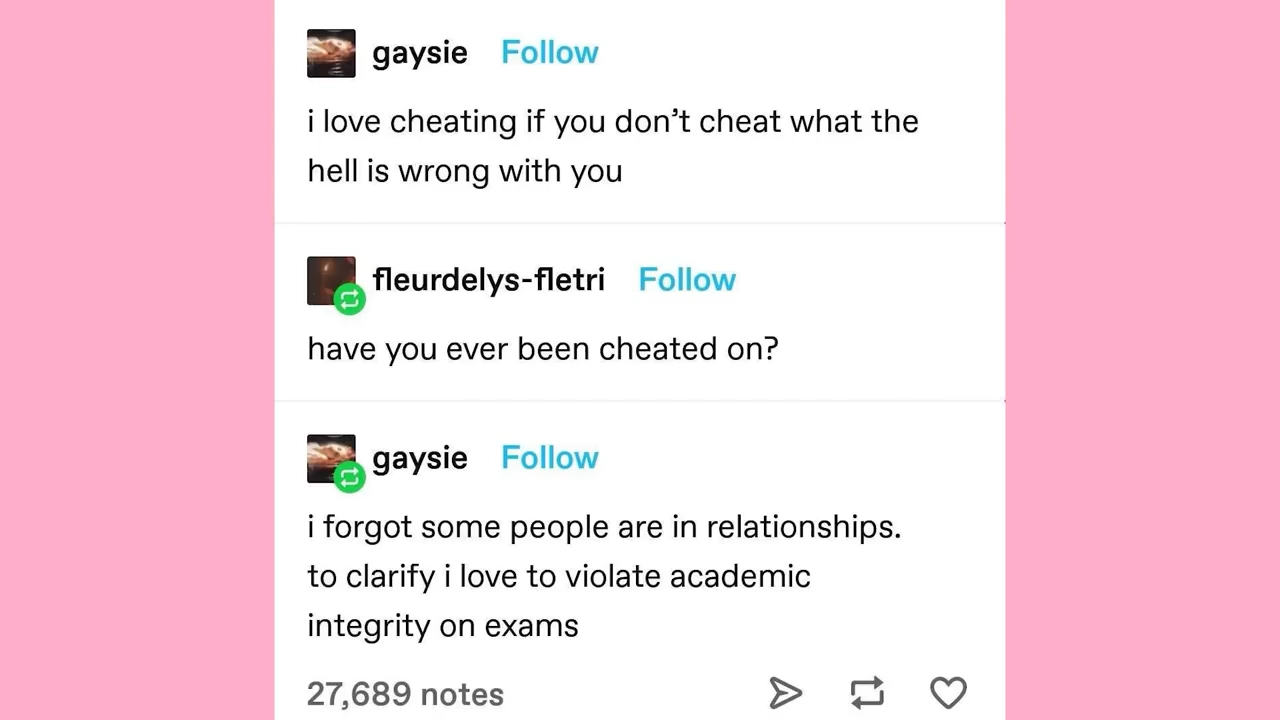 gaysie Follow
i love cheating if you don’t cheat what the
hell is wrong with you
fleurdelys-fletri Follow
have you ever been cheated on?
gaysie Follow
i forgot some people are in relationships.
to clarify i love to violate academic
integrity on exams
27,689 notes